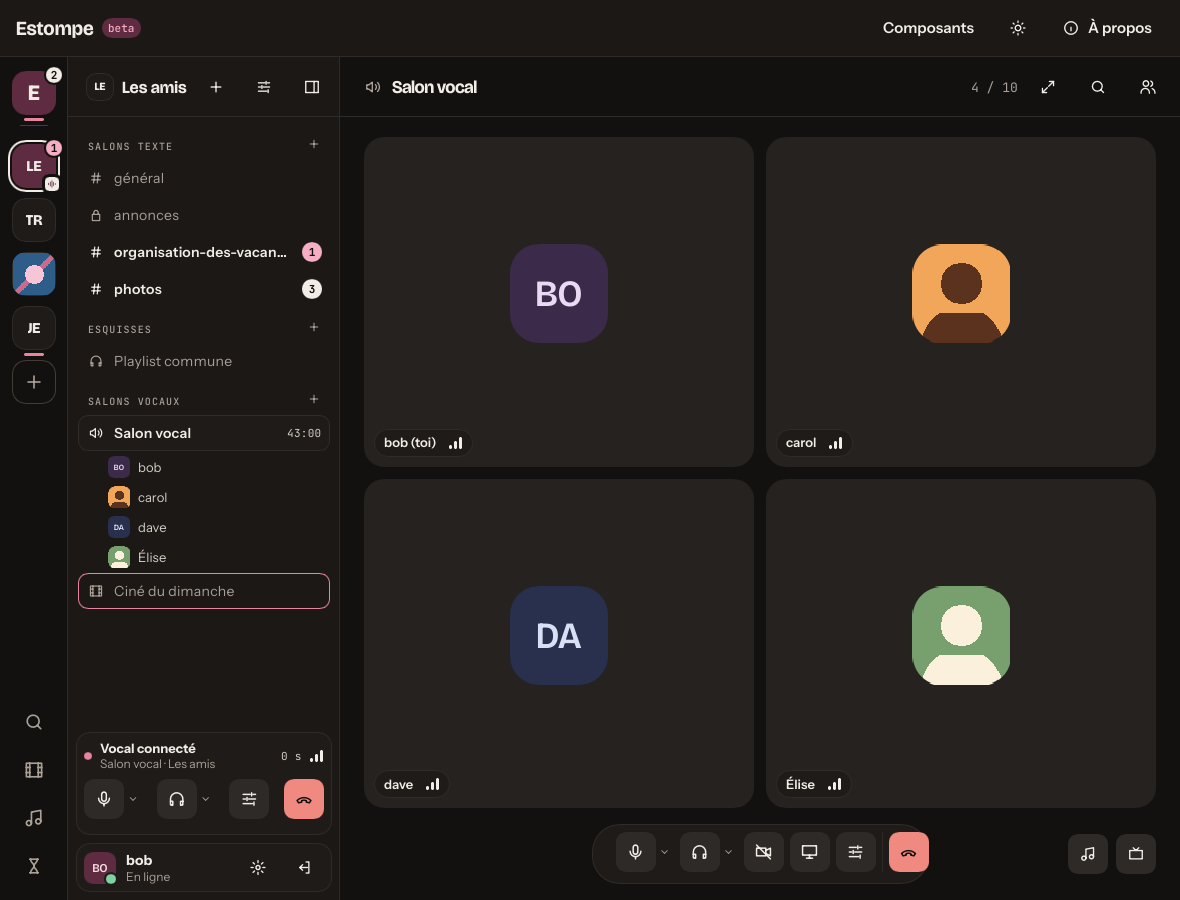 Estompe beta
Composants
À propos
E 2
LE 1
TR
JE
LE Les amis
SALONS TEXTE
# général
annonces
# organisation-des-vacan... 1
# photos 3
ESQUISSES
Playlist commune
SALONS VOCAUX
Salon vocal 43:00
BO bob
carol
DA dave
Élise
Ciné du dimanche
Vocal connecté
Salon vocal · Les amis
0 s
BO bob
En ligne
Salon vocal
4 / 10
BO
bob (toi)
carol
DA
dave
Élise